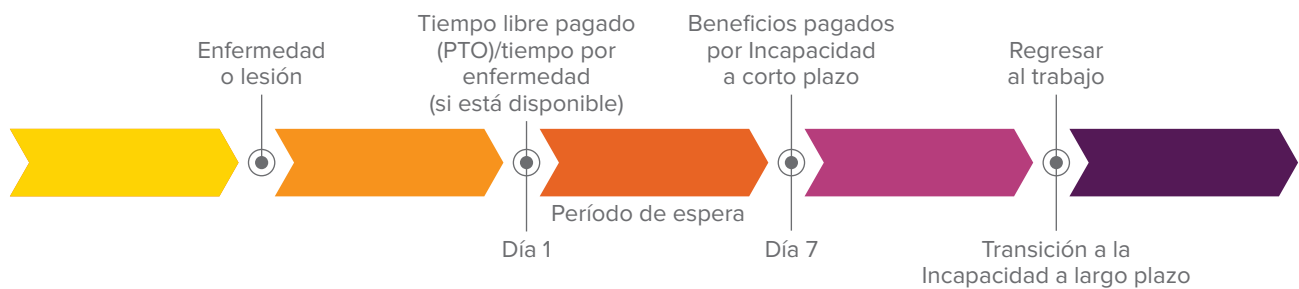 Enfermedad
o lesión
Tiempo libre pagado
(PTO)/tiempo por
enfermedad
(si está disponible)
Beneficios pagados
por Incapacidad
a corto plazo
Regresar
al trabajo
Período de espera
Día 1
Día 7
Transición a la
Incapacidad a largo plazo